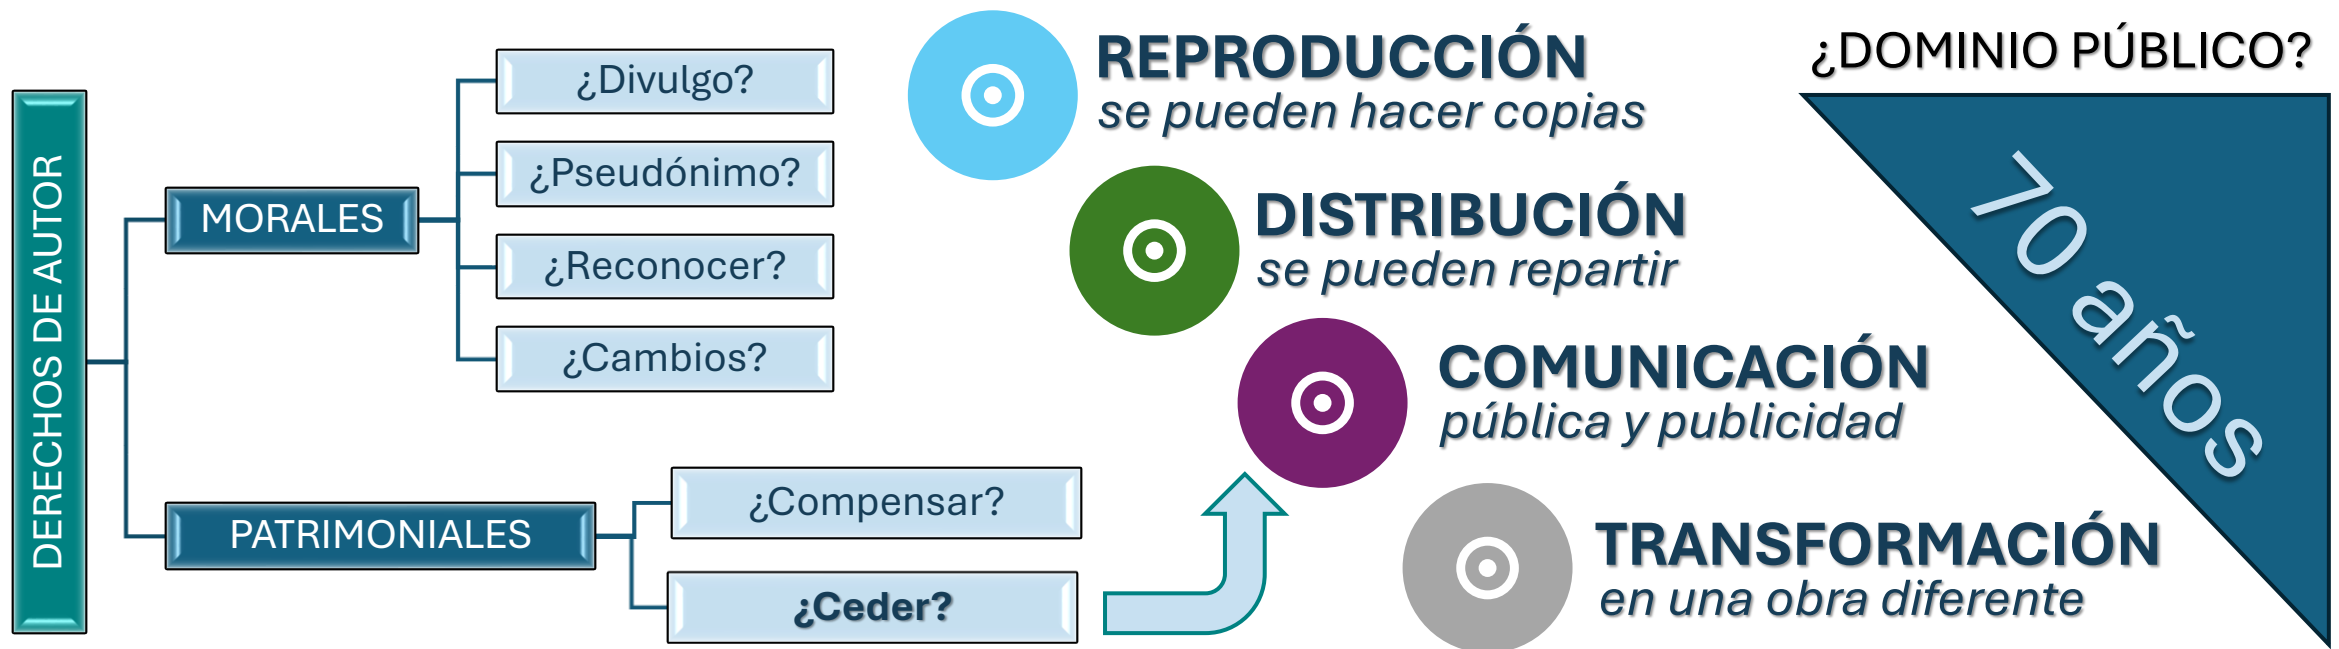 DERECHOS DE AUTOR
MORALES
¿Divulgo?
¿Pseudónimo?
¿Reconocer?
¿Cambios?
PATRIMONIALES
¿Compensar?
¿Ceder?
REPRODUCCIÓN
se pueden hacer copias
DISTRIBUCIÓN
se pueden repartir
COMUNICACIÓN
pública y publicidad
TRANSFORMACIÓN
en una obra diferente
¿DOMINIO PÚBLICO?
70 años